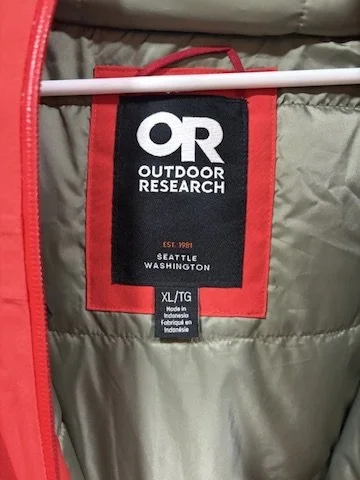 OR
OUTDOOR
RESEARCH
EST. 1981
SEATTLE
WASHINGTON
XL/TG
Made in
Indonesia
Fabriqué en
Indonésie